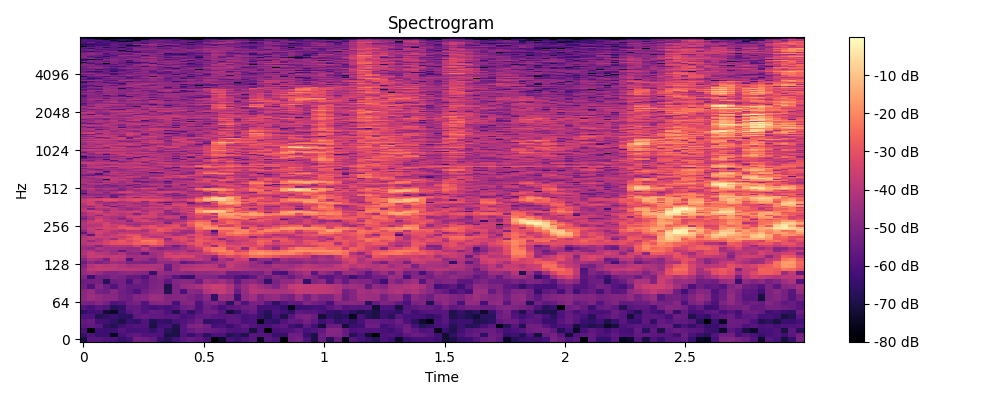 Spectrogram
Hz
4096
2048
1024
512
256
128
64
0
0
0.5
1
1.5
2
2.5
Time
-10 dB
-20 dB
-30 dB
-40 dB
-50 dB
-60 dB
-70 dB
-80 dB